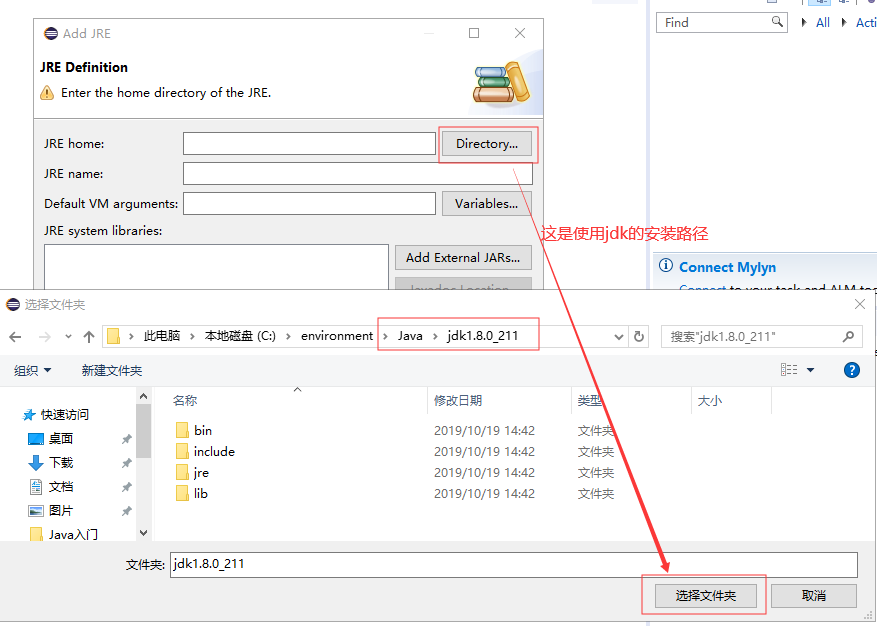 Add JRE
JRE Definition
Enter the home directory of the JRE.
JRE home:
Directory...
JRE name:
Default VM arguments:
Variables...
JRE system libraries:
Add External JARs...
Find
All
Acti
这是使用jdk的安装路径
Connect Mylyn
选择文件夹
此电脑
本地磁盘 (C:)
environment
Java
jdk1.8.0_211
搜索"jdk1.8.0_211"
组织
新建文件夹
名称
修改日期
类型
大小
快速访问
桌面
下载
文档
图片
Java入门
bin 2019/10/19 14:42 文件夹
include 2019/10/19 14:42 文件夹
jre 2019/10/19 14:42 文件夹
lib 2019/10/19 14:42 文件夹
文件夹: jdk1.8.0_211
选择文件夹
取消